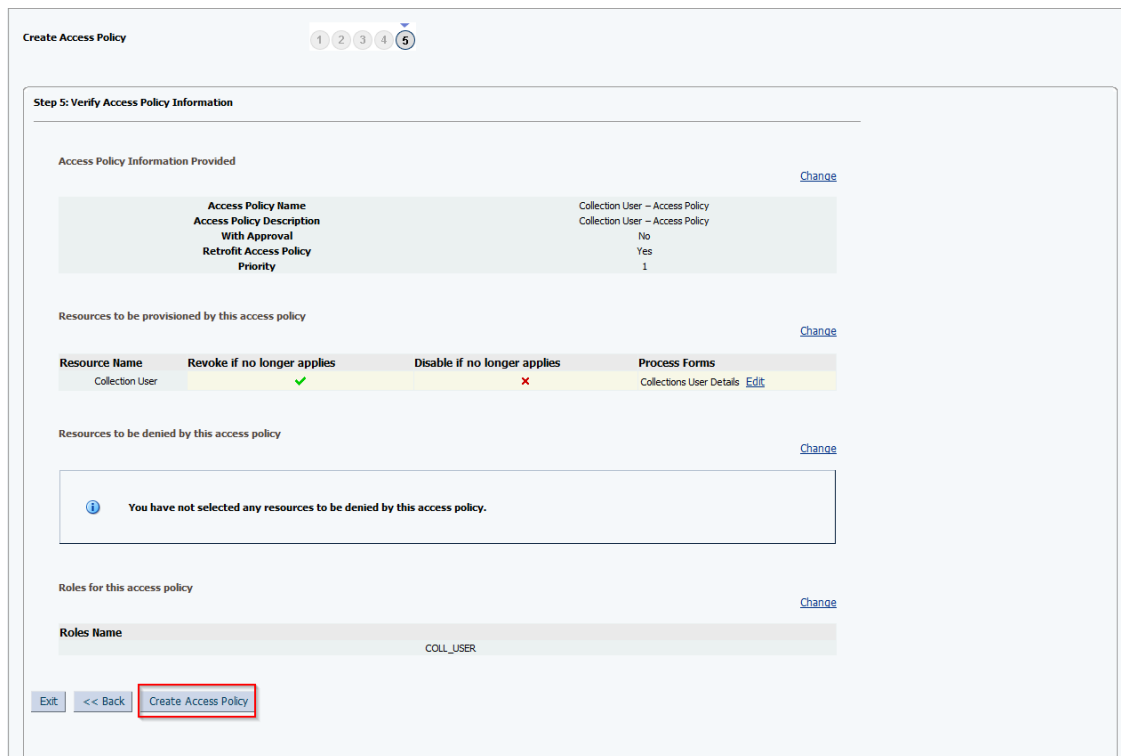 Create Access Policy 1 2 3 4 5
Step 5: Verify Access Policy Information
Access Policy Information Provided
Change
Access Policy Name Collection User – Access Policy
Access Policy Description Collection User – Access Policy
With Approval No
Retrofit Access Policy Yes
Priority 1
Resources to be provisioned by this access policy
Change
Resource Name Revoke if no longer applies Disable if no longer applies Process Forms
Collection User Collections User Details Edit
Resources to be denied by this access policy
Change
You have not selected any resources to be denied by this access policy.
Roles for this access policy
Change
Roles Name
COLL_USER
Exit << Back Create Access Policy